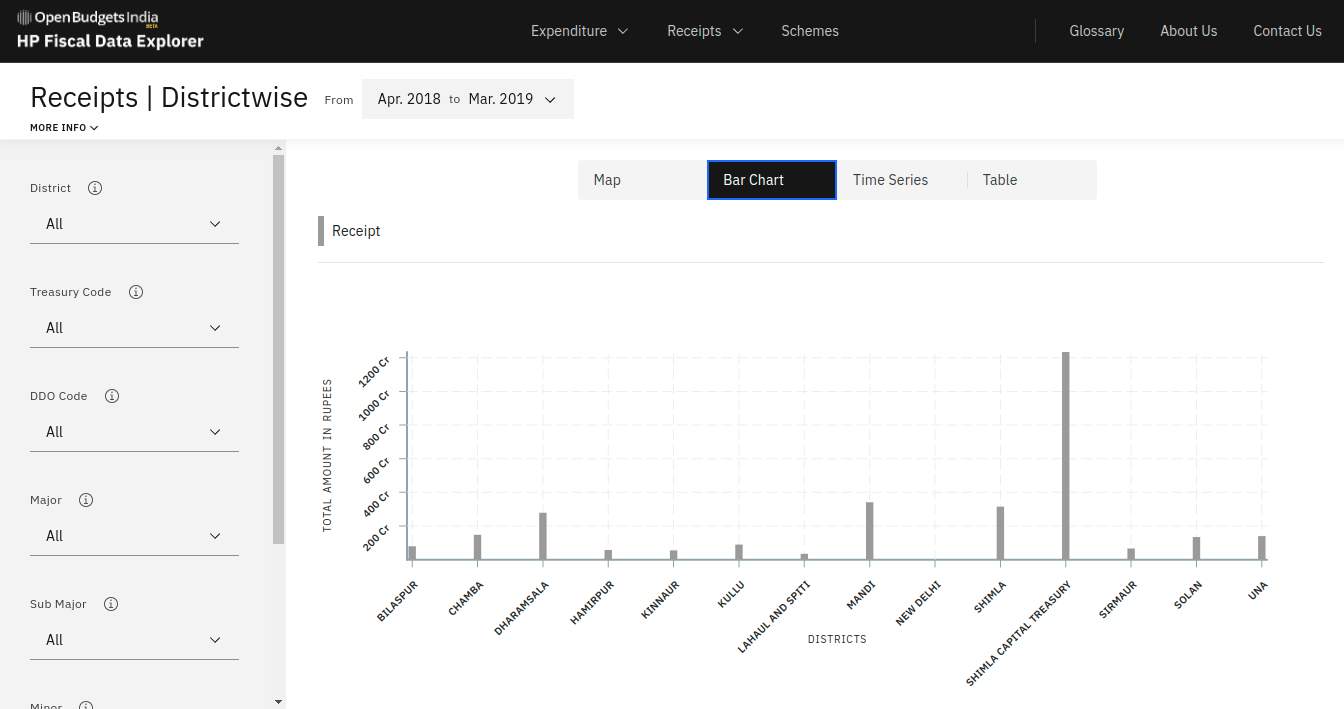 Open Budgets India
BETA
HP Fiscal Data Explorer
Expenditure
Receipts
Schemes
Glossary
About Us
Contact Us
Receipts | Districtwise
From
Apr. 2018 to Mar. 2019
MORE INFO
District
All
Treasury Code
All
DDO Code
All
Major
All
Sub Major
All
Minor
Map
Bar Chart
Time Series
Table
Receipt
TOTAL AMOUNT IN RUPEES
1200 Cr
1000 Cr
800 Cr
600 Cr
400 Cr
200 Cr
BILASPUR
CHAMBA
DHARAMSALA
HAMIRPUR
KINNAUR
KULLU
LAHAUL AND SPITI
MANDI
NEW DELHI
SHIMLA
SHIMLA CAPITAL TREASURY
SIRMAUR
SOLAN
UNA
DISTRICTS